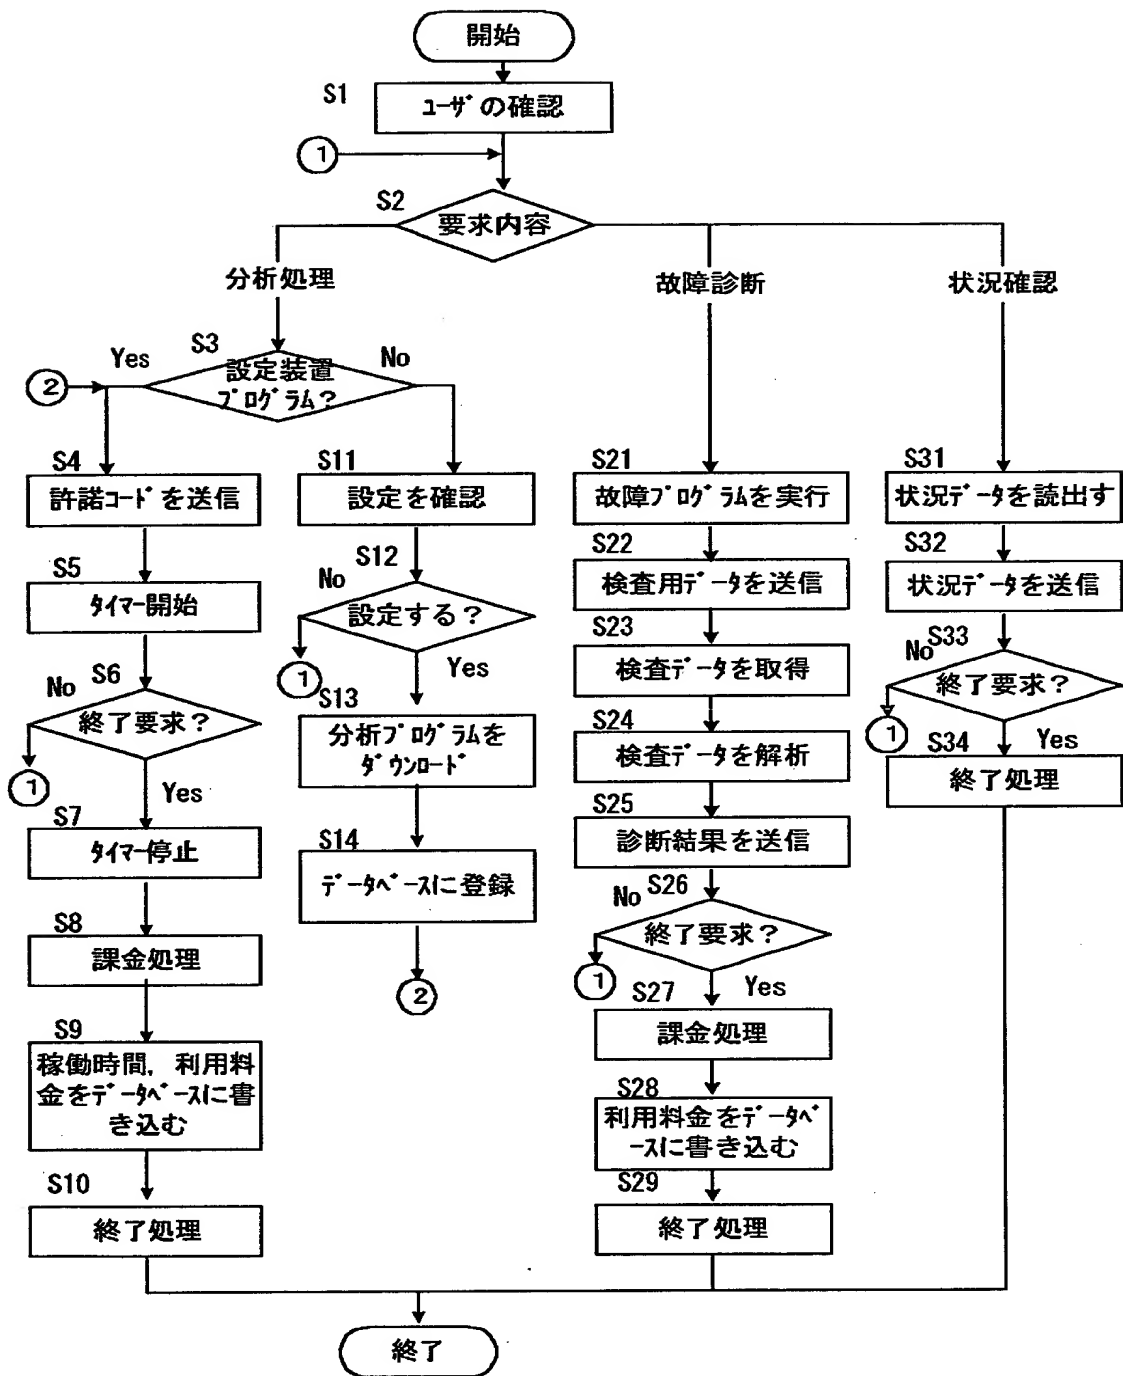 開始
S1
ユーザの確認
1
S2
要求内容
分析処理
故障診断
状況確認
S3
Yes
No
設定装置
プログラム?
2
S4
許諾コードを送信
S5
タイマー開始
S6
No
終了要求?
1
Yes
S7
タイマー停止
S8
課金処理
S9
稼働時間, 利用料
金をデータベースに書
き込む
S10
終了処理
S11
設定を確認
S12
No
設定する?
1
Yes
S13
分析プログラムを
ダウンロード
S14
データベースに登録
2
S21
故障プログラムを実行
S22
検査用データを送信
S23
検査データを取得
S24
検査データを解析
S25
診断結果を送信
S26
No
終了要求?
1
Yes
S27
課金処理
S28
利用料金をデータベ
ースに書き込む
S29
終了処理
S31
状況データを読出す
S32
状況データを送信
S33
No
終了要求?
1
Yes
S34
終了処理
終了